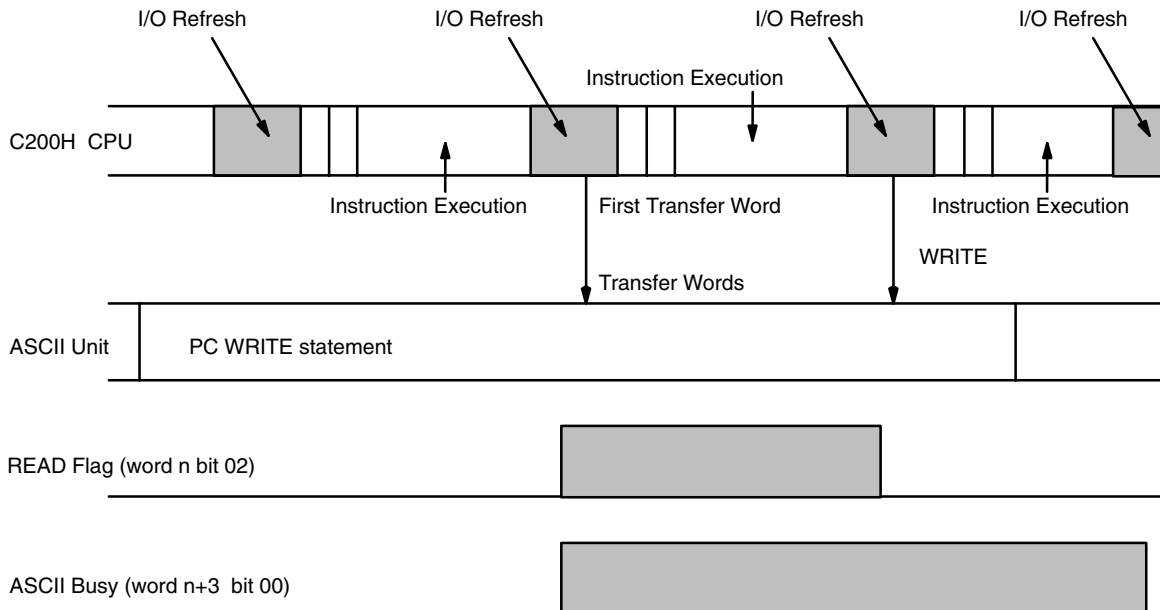 I/O Refresh
I/O Refresh
I/O Refresh
I/O Refresh
Instruction Execution
C200H CPU
Instruction Execution
First Transfer Word
Instruction Execution
WRITE
Transfer Words
ASCII Unit
PC WRITE statement
READ Flag (word n bit 02)
ASCII Busy (word n+3 bit 00)